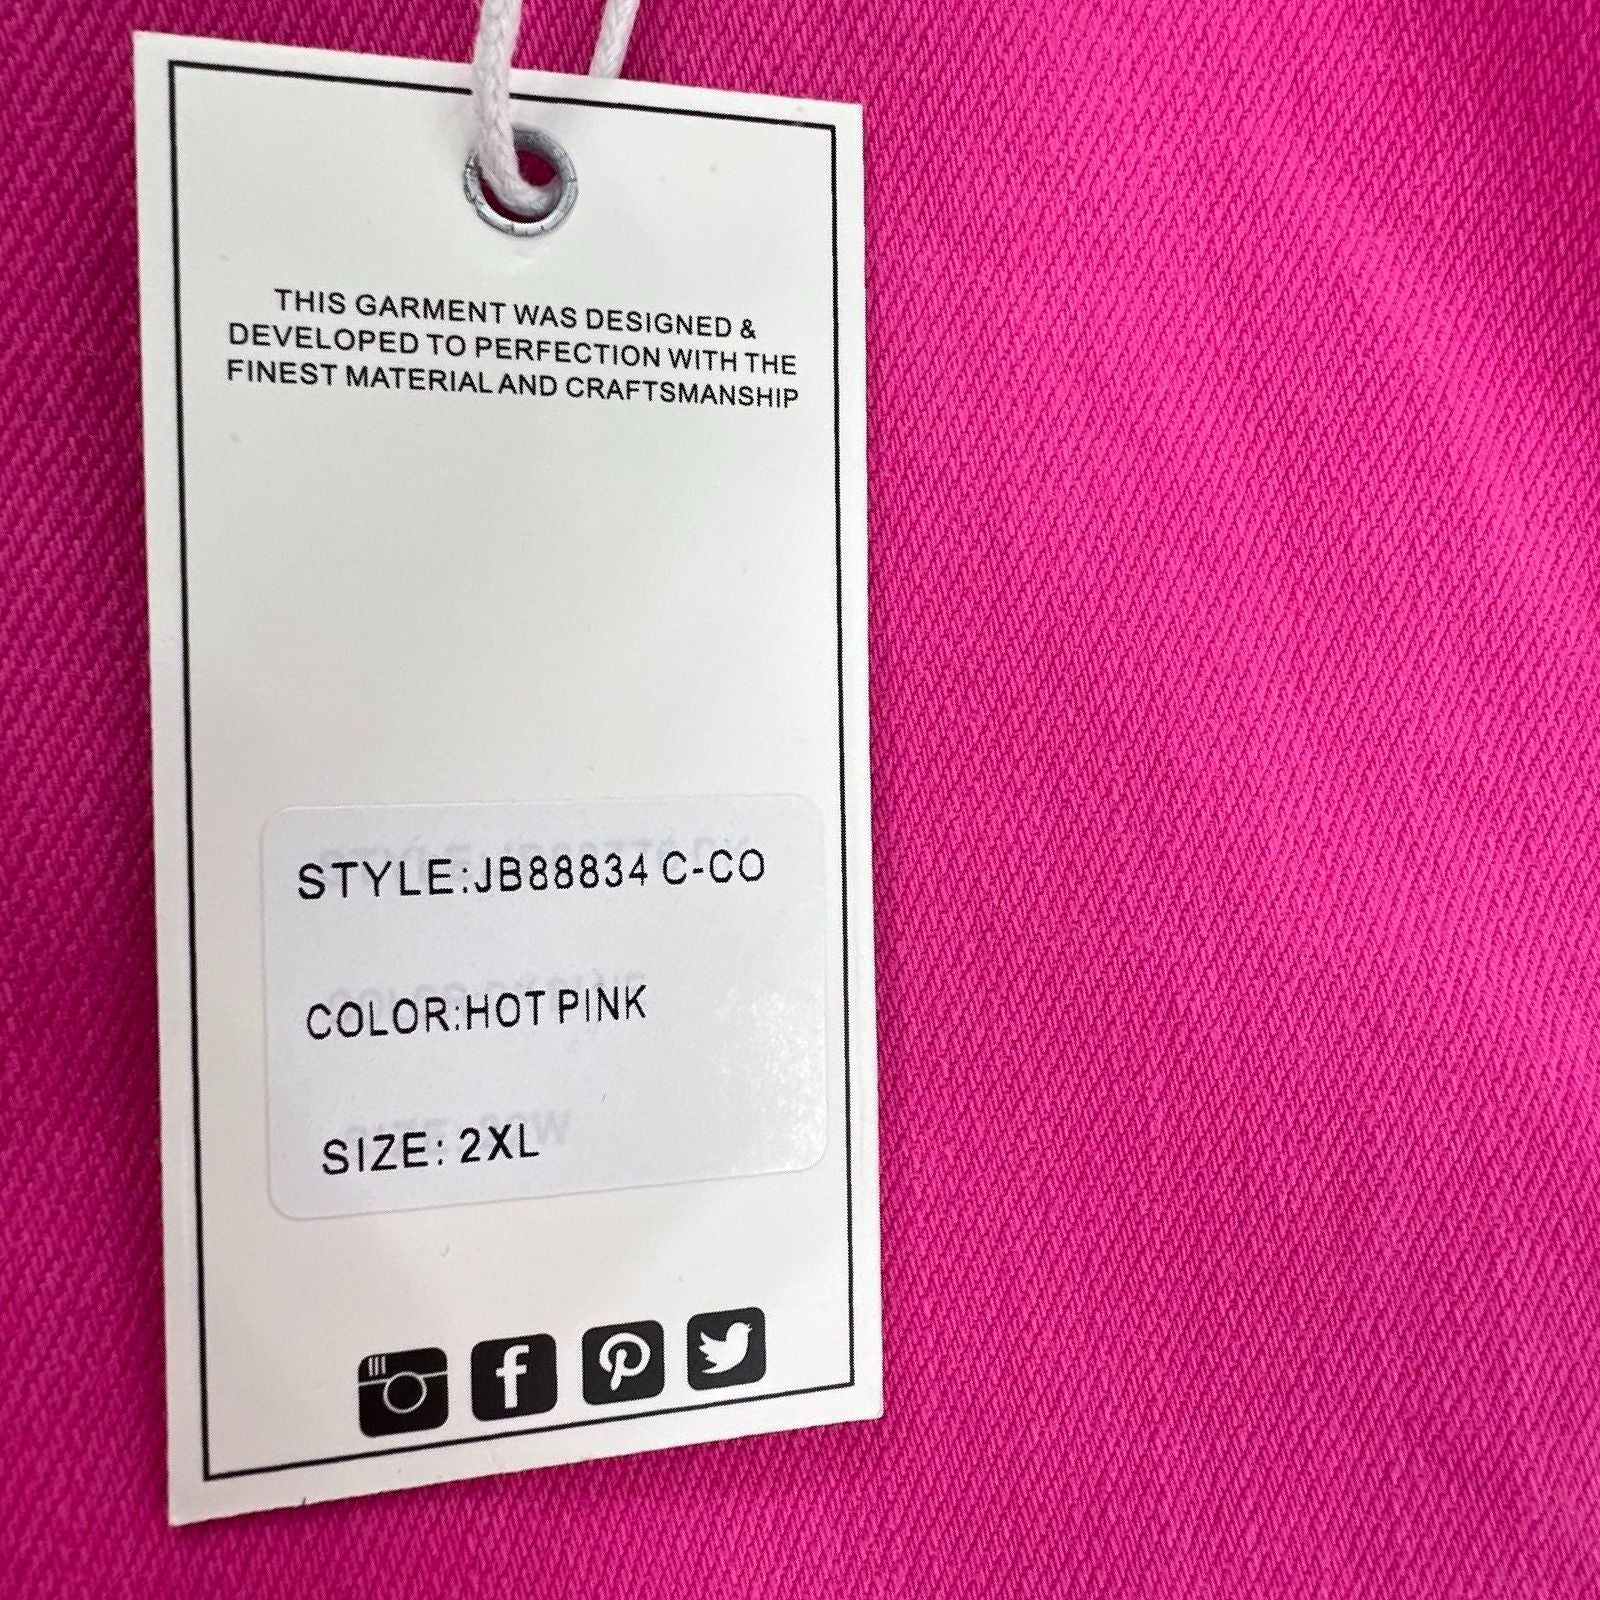 THIS GARMENT WAS DESIGNED &
DEVELOPED TO PERFECTION WITH THE
FINEST MATERIAL AND CRAFTSMANSHIP
STYLE:JB88834 C-CO
COLOR:HOT PINK
SIZE: 2XL